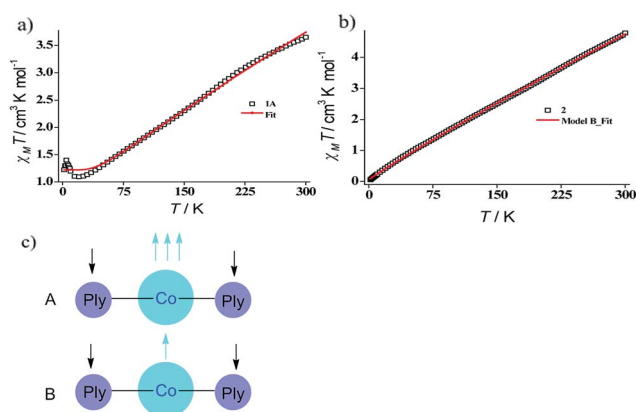 a)
χMT / cm3 K mol-1
3.5
3.0
2.5
2.0
1.5
1.0
1A
Fit
75
150
225
300
T / K
b)
χMT / cm3 K mol-1
4
3
2
1
0
2
Model B_Fit
0
75
150
225
300
T / K
c)
A
Ply
Co
Ply
B
Ply
Co
Ply